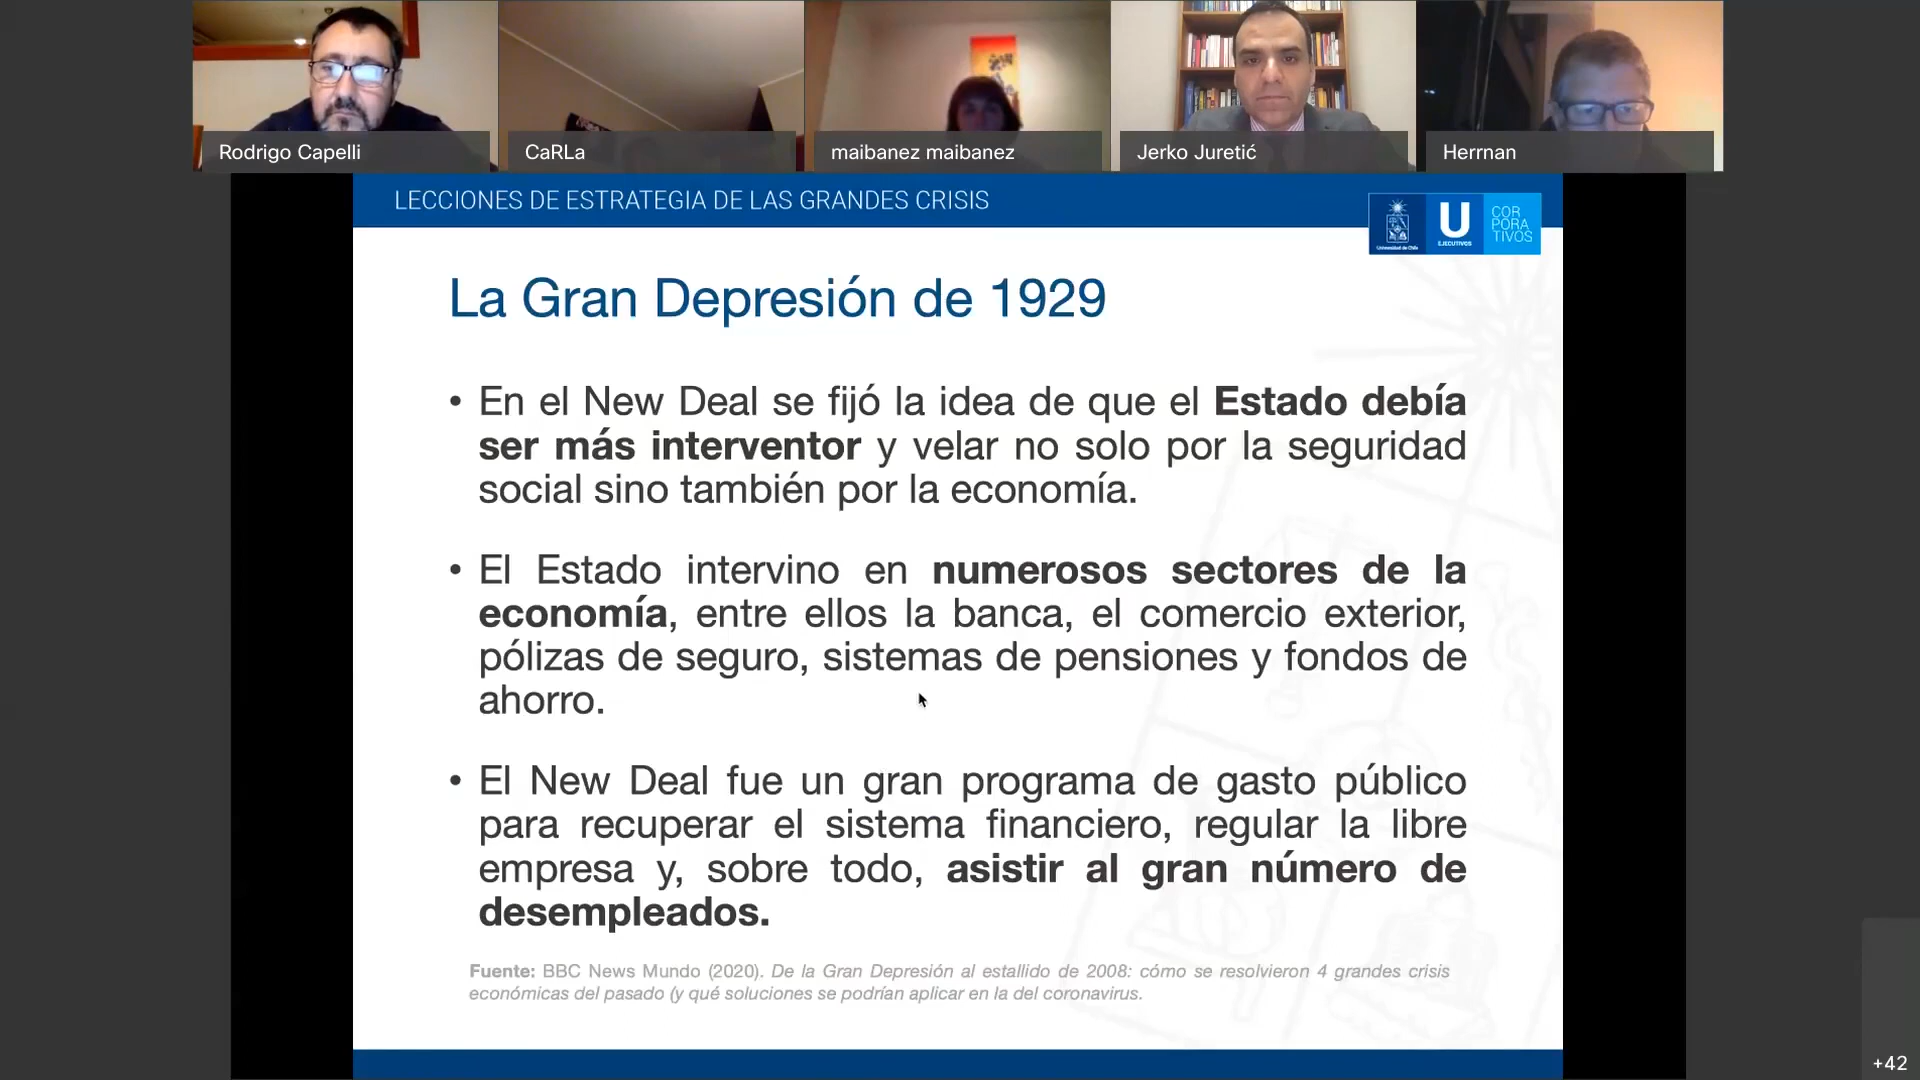 Rodrigo Capelli
CaRLa
maibanez maibanez
Jerko Juretić
Herrnan
LECCIONES DE ESTRATEGIA DE LAS GRANDES CRISIS
Universidad de Chile
U
EJECUTIVOS
COR
PORA
TIVOS
La Gran Depresión de 1929
• En el New Deal se fijó la idea de que el Estado debía
ser más interventor y velar no solo por la seguridad
social sino también por la economía.
• El Estado intervino en numerosos sectores de la
economía, entre ellos la banca, el comercio exterior,
pólizas de seguro, sistemas de pensiones y fondos de
ahorro.
• El New Deal fue un gran programa de gasto público
para recuperar el sistema financiero, regular la libre
empresa y, sobre todo, asistir al gran número de
desempleados.
Fuente: BBC News Mundo (2020). De la Gran Depresión al estallido de 2008: cómo se resolvieron 4 grandes crisis
económicas del pasado (y qué soluciones se podrían aplicar en la del coronavirus.
+42